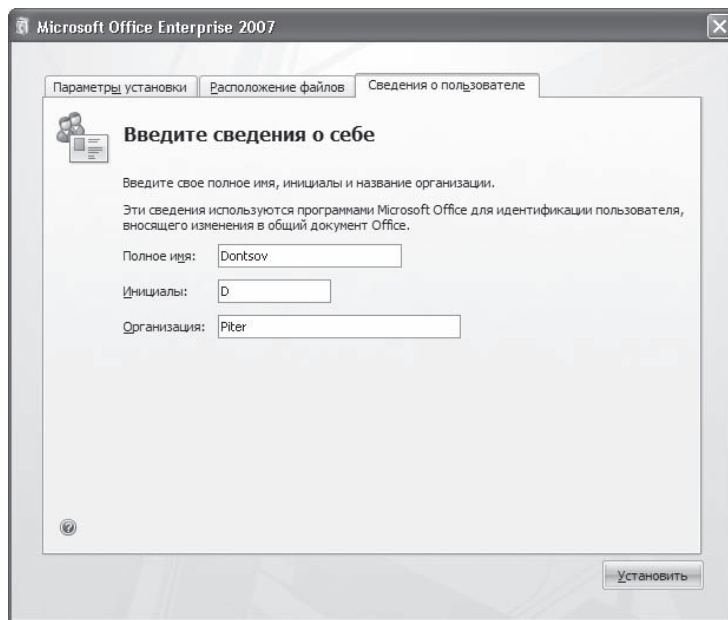 Microsoft Office Enterprise 2007
Параметры установки
Расположение файлов
Сведения о пользователе
Введите сведения о себе
Введите свое полное имя, инициалы и название организации.
Эти сведения используются программами Microsoft Office для идентификации пользователя,
вносящего изменения в общий документ Office.
Полное имя: Dontsov
Инициалы: D
Организация: Piter
Установить